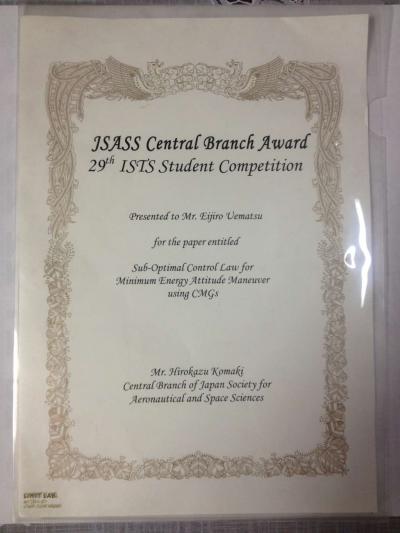 JSASS Central Branch Award
29th ISTS Student Competition
Presented to Mr. Eijiro Uematsu
for the paper entitled
Sub-Optimal Control Law for
Minimum Energy Attitude Maneuver
using CMGs
Mr. Hirokazu Komaki
Central Branch of Japan Society for
Aeronautical and Space Sciences